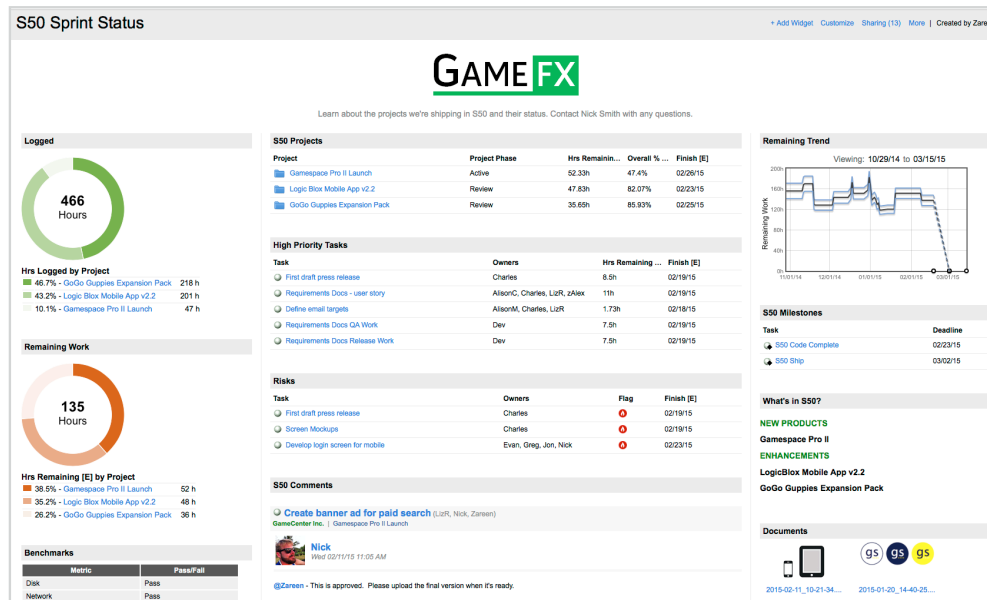 S50 Sprint Status
+ Add Widget Customize Sharing (13) More | Created by Zare
GAMEFX
Learn about the projects we're shipping in S50 and their status. Contact Nick Smith with any questions.
Logged
466
Hours
Hrs Logged by Project
46.7% - GoGo Guppies Expansion Pack 218 h
43.2% - Logic Blox Mobile App v2.2 201 h
10.1% - Gamespace Pro II Launch 47 h
Remaining Work
135
Hours
Hrs Remaining [E] by Project
38.5% - Gamespace Pro II Launch 52 h
35.2% - Logic Blox Mobile App v2.2 48 h
26.2% - GoGo Guppies Expansion Pack 36 h
Benchmarks
Metric Pass/Fail
Disk Pass
Network Pass
S50 Projects
Project Project Phase Hrs Remainin... Overall % ... Finish [E]
Gamespace Pro II Launch Active 52.33h 47.4% 02/26/15
Logic Blox Mobile App v2.2 Review 47.83h 82.07% 02/23/15
GoGo Guppies Expansion Pack Review 35.65h 85.93% 02/25/15
High Priority Tasks
Task Owners Hrs Remaining ... Finish [E]
First draft press release Charles 8.5h 02/19/15
Requirements Docs - user story AlisonC, Charles, LizR, zAlex 11h 02/19/15
Define email targets AlisonM, Charles, LizR 1.73h 02/18/15
Requirements Docs QA Work Dev 7.5h 02/19/15
Requirements Docs Release Work Dev 7.5h 02/19/15
Risks
Task Owners Flag Finish [E]
First draft press release Charles 02/19/15
Screen Mockups Charles 02/19/15
Develop login screen for mobile Evan, Greg, Jon, Nick 02/23/15
S50 Comments
Create banner ad for paid search (LizR, Nick, Zareen)
GameCenter Inc. | Gamespace Pro II Launch
Nick
Wed 02/11/15 11:05 AM
@Zareen - This is approved. Please upload the final version when it's ready.
Remaining Trend
Viewing: 10/29/14 to 03/15/15
Remaining Work
200h
160h
120h
80h
40h
0h
11/01/14 12/01/14 01/01/15 02/01/15 03/01/15
S50 Milestones
Task Deadline
S50 Code Complete 02/23/15
S50 Ship 03/02/15
What's in S50?
NEW PRODUCTS
Gamespace Pro II
ENHANCEMENTS
LogicBlox Mobile App v2.2
GoGo Guppies Expansion Pack
Documents
gs gs gs
2015-02-11_10-21-34.... 2015-01-20_14-40-25....